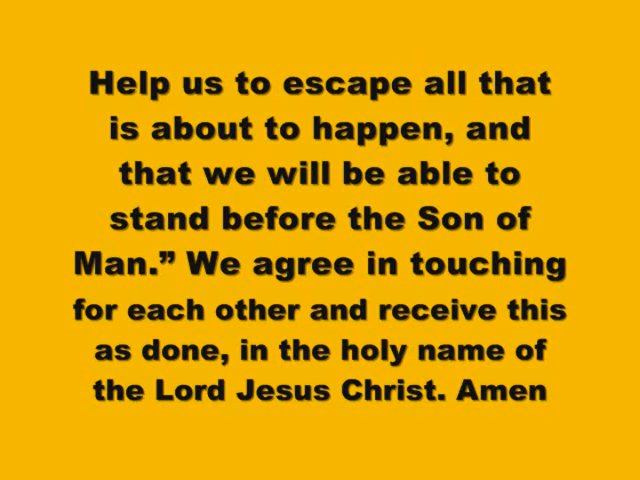 Help us to escape all that
is about to happen, and
that we will be able to
stand before the Son of
Man.” We agree in touching
for each other and receive this
as done, in the holy name of
the Lord Jesus Christ. Amen